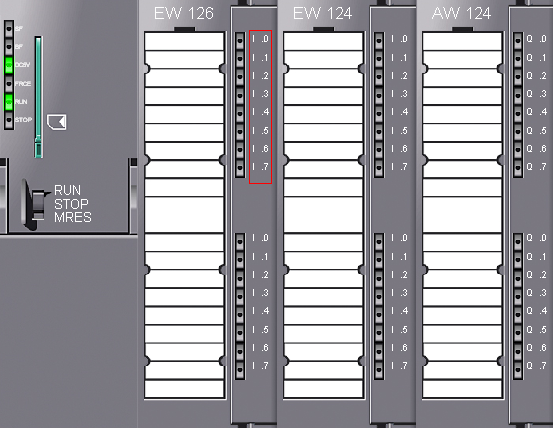 EW 126
EW 124
AW 124
SF
BF
DC5V
FRCE
RUN
STOP
RUN
STOP
MRES
I .0
I .1
I .2
I .3
I .4
I .5
I .6
I .7
I .0
I .1
I .2
I .3
I .4
I .5
I .6
I .7
I .0
I .1
I .2
I .3
I .4
I .5
I .6
I .7
I .0
I .1
I .2
I .3
I .4
I .5
I .6
I .7
Q .0
Q .1
Q .2
Q .3
Q .4
Q .5
Q .6
Q .7
Q .0
Q .1
Q .2
Q .3
Q .4
Q .5
Q .6
Q .7